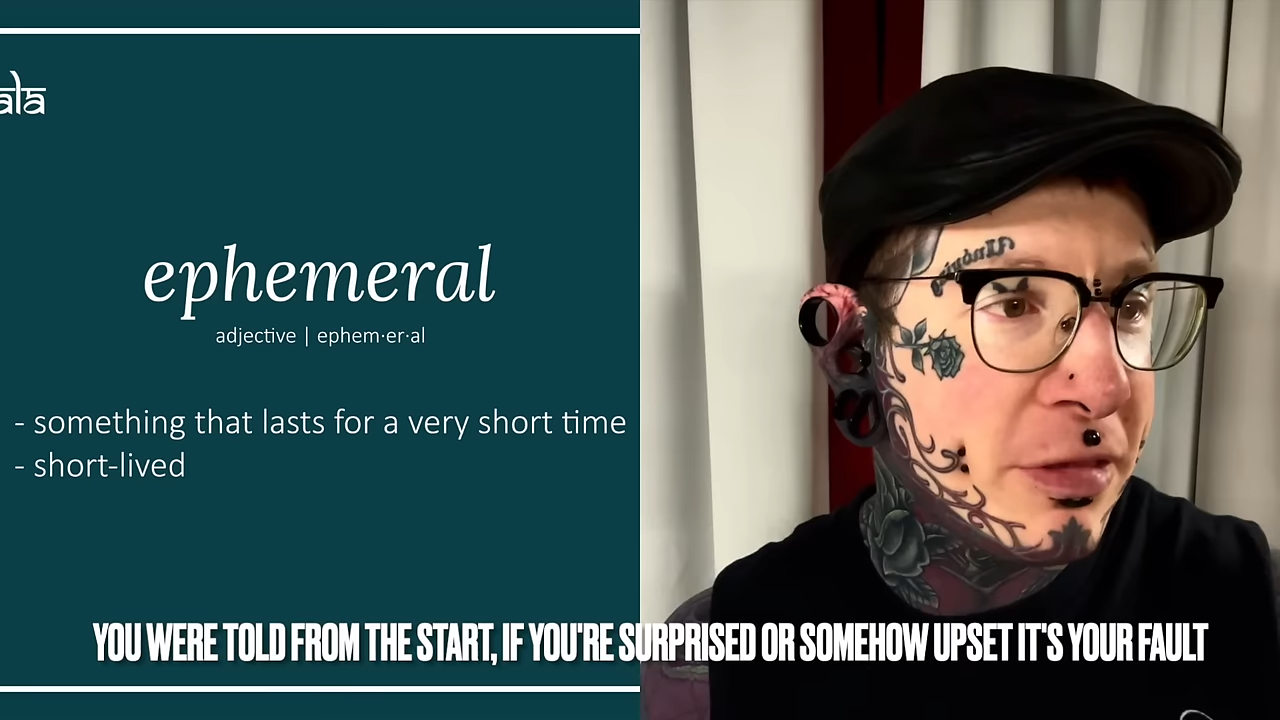 ala
ephemeral
adjective | ephem·er·al
- something that lasts for a very short time
- short-lived
YOU WERE TOLD FROM THE START, IF YOU'RE SURPRISED OR SOMEHOW UPSET IT'S YOUR FAULT